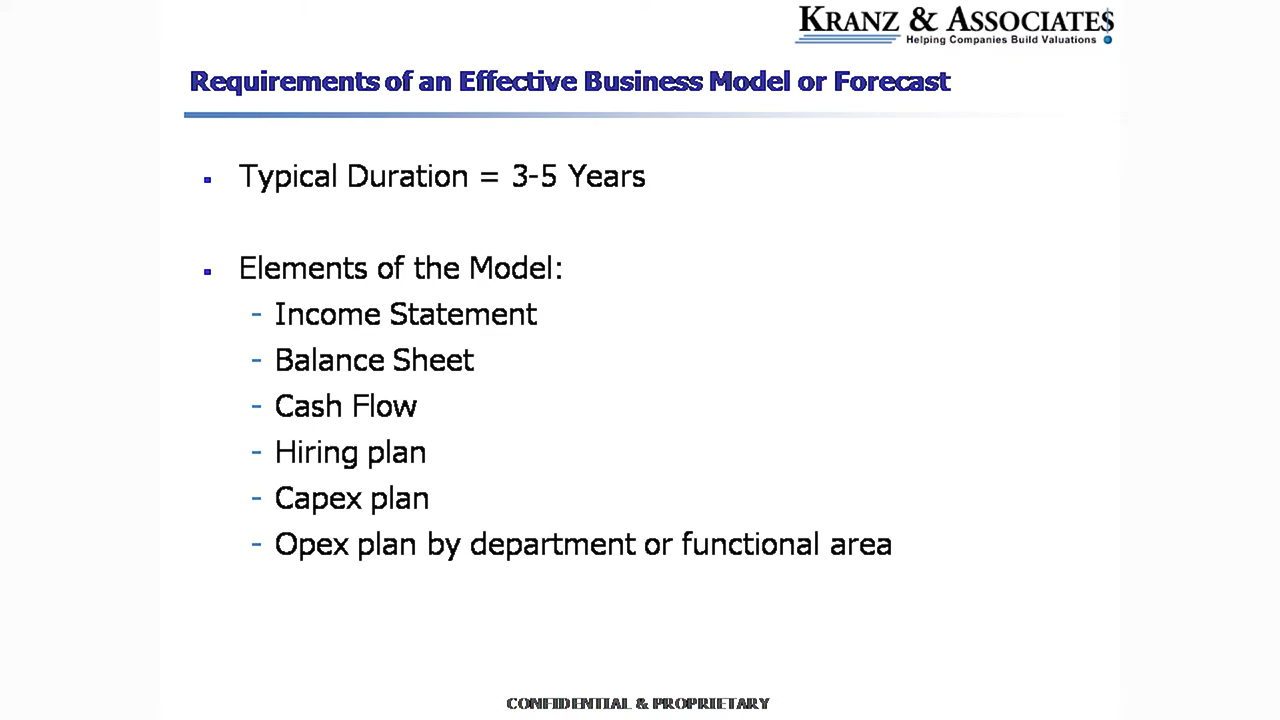 KRANZ & ASSOCIATES
Helping Companies Build Valuations
Requirements of an Effective Business Model or Forecast
▪ Typical Duration = 3-5 Years
▪ Elements of the Model:
- Income Statement
- Balance Sheet
- Cash Flow
- Hiring plan
- Capex plan
- Opex plan by department or functional area
CONFIDENTIAL & PROPRIETARY